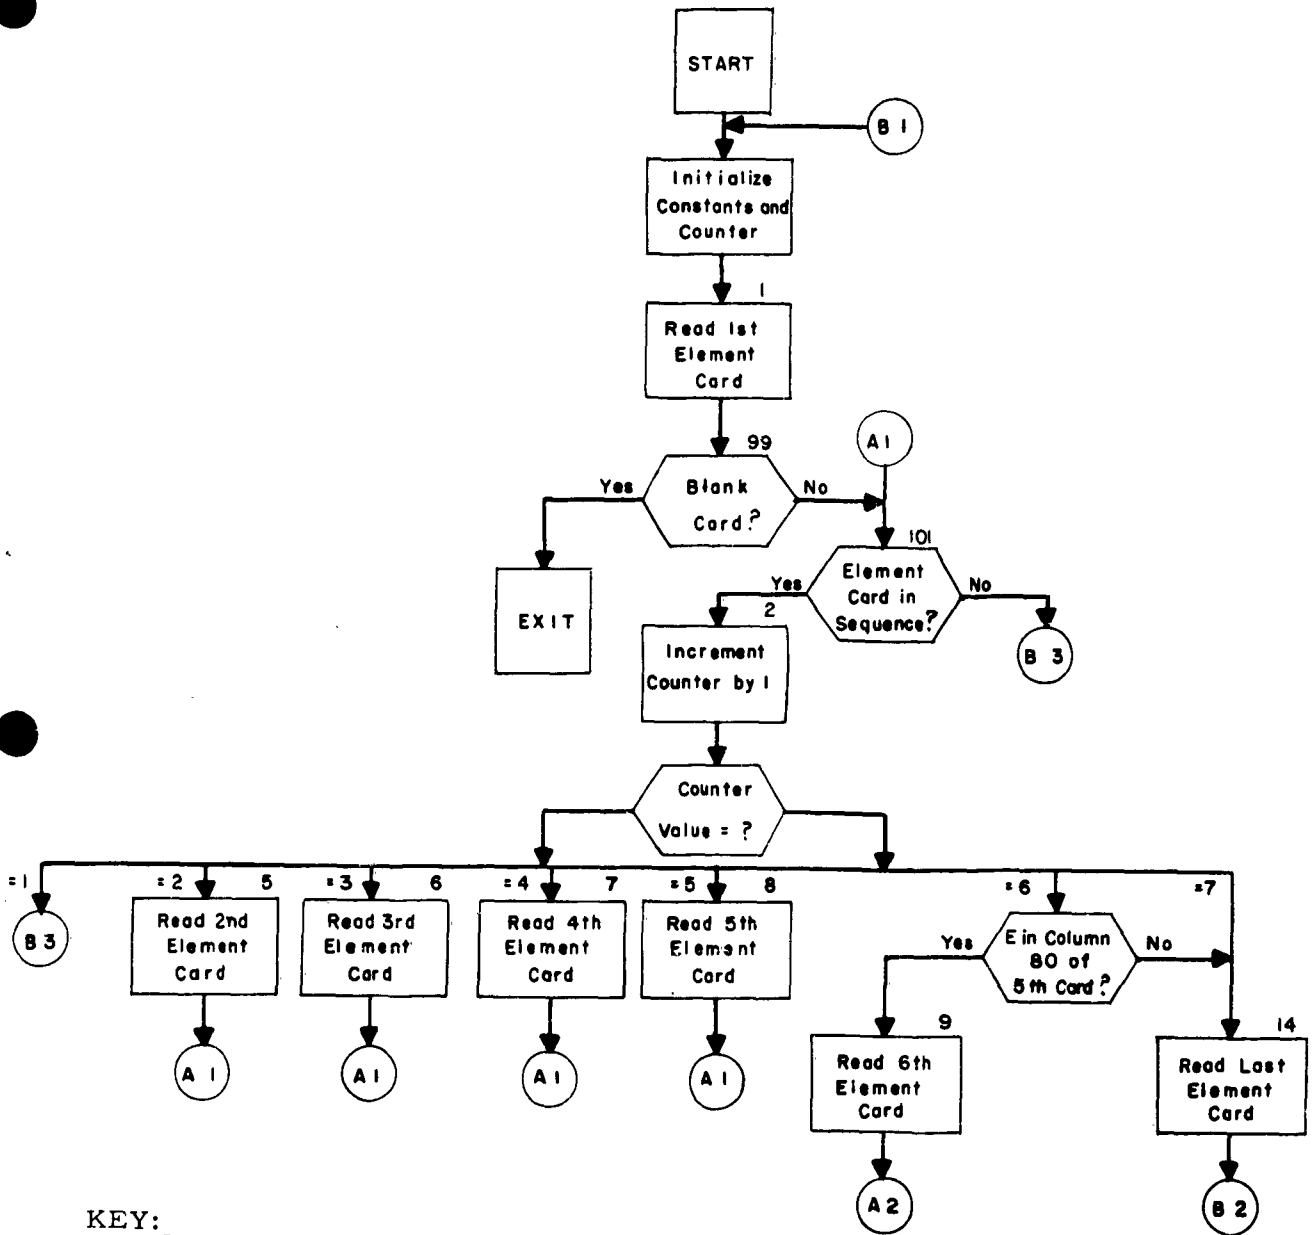 START
B 1
Initialize
Constants and
Counter
1
Read 1st
Element
Card
99
A 1
Yes
Blank
Card?
No
101
Yes
Element
Card in
Sequence?
No
2
EXIT
B 3
Increment
Counter by 1
Counter
Value = ?
=1
=2
5
=3
6
=4
7
=5
8
=6
=7
B 3
Read 2nd
Element
Card
Read 3rd
Element
Card
Read 4th
Element
Card
Read 5th
Element
Card
Yes
E in Column
80 of
5th Card?
No
9
14
A 1
A 1
A 1
A 1
Read 6th
Element
Card
Read Last
Element
Card
A 2
B 2
KEY: